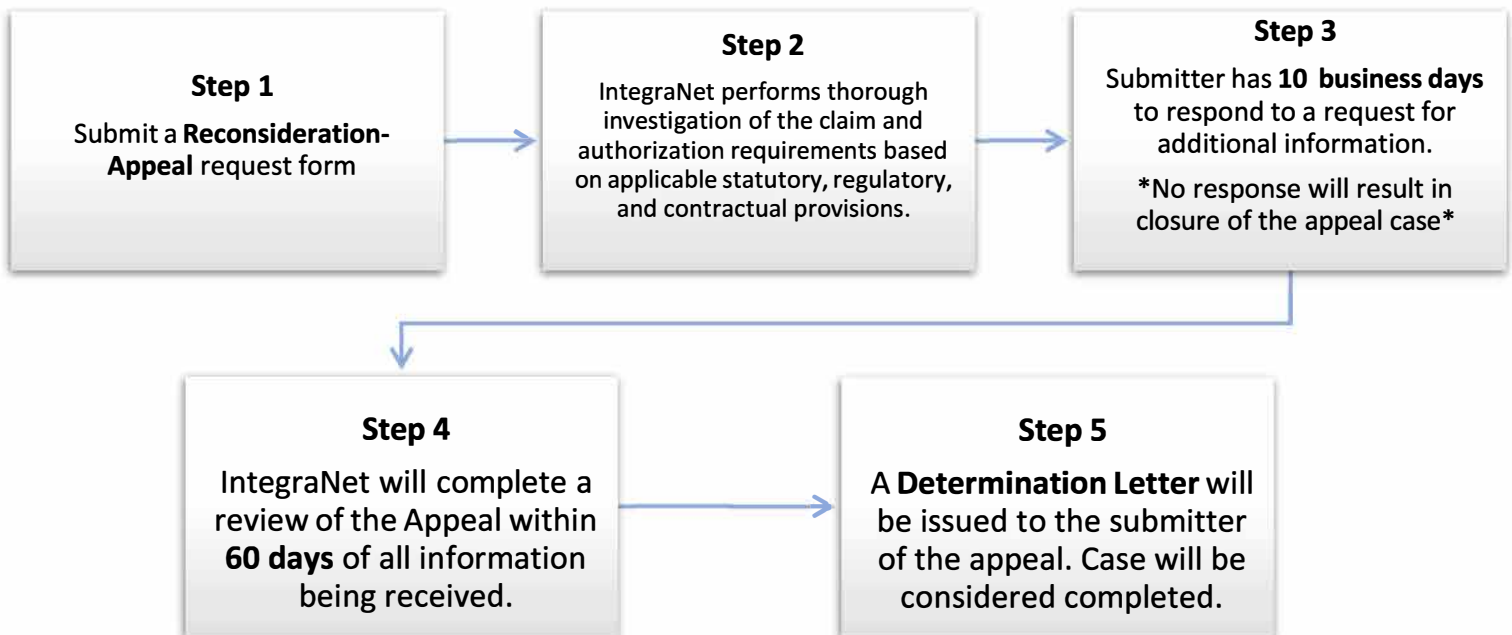 Step 1
Submit a Reconsideration-
Appeal request form
Step 2
IntegraNet performs thorough
investigation of the claim and
authorization requirements based
on applicable statutory, regulatory,
and contractual provisions.
Step 3
Submitter has 10 business days
to respond to a request for
additional information.
*No response will result in
closure of the appeal case*
Step 4
IntegraNet will complete a
review of the Appeal within
60 days of all information
being received.
Step 5
A Determination Letter will
be issued to the submitter
of the appeal. Case will be
considered completed.